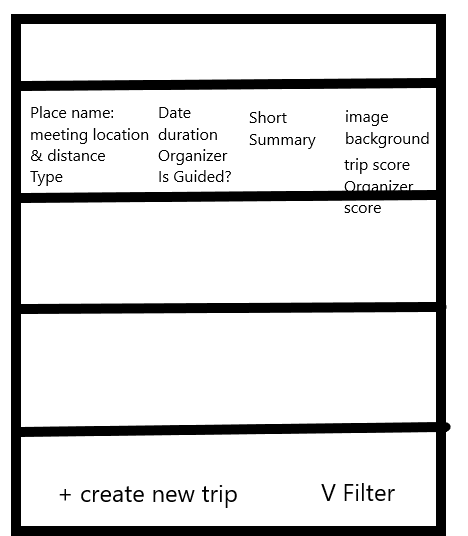 Place name:
meeting location
& distance
Type
Date
duration
Organizer
Is Guided?
Short
Summary
image
background
trip score
Organizer
score
+ create new trip
V Filter